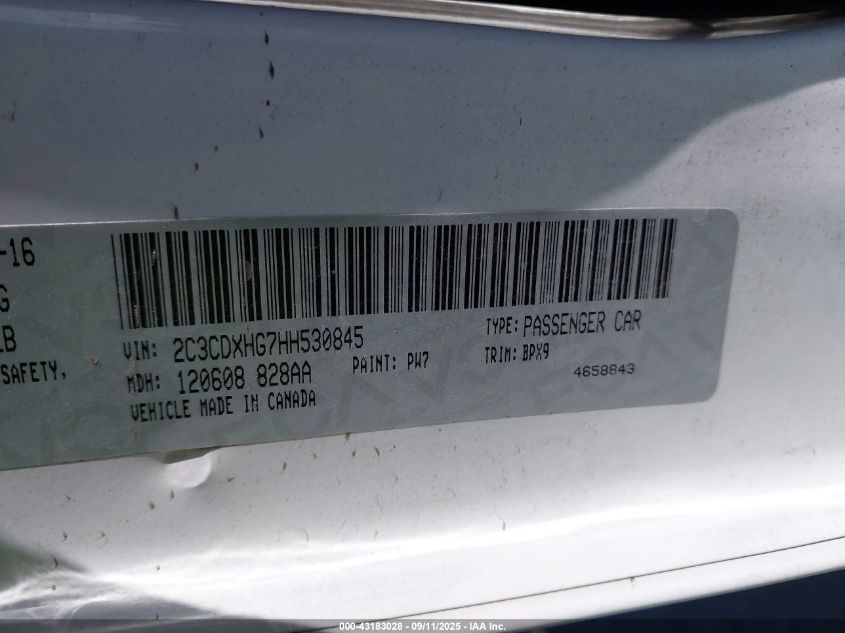 -16
G
LB
SAFETY,
VIN: 2C3CDXHG7HH530845
TYPE: PASSENGER CAR
MDH: 120608 828AA
PAINT: PW7
TRIM: BPX9
VEHICLE MADE IN CANADA
4658843
000-43183028 - 09/11/2025 - IAA Inc.